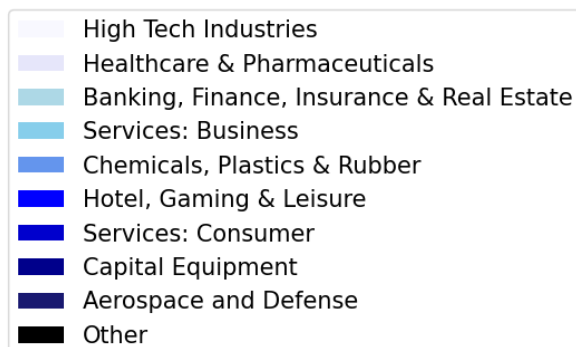 High Tech Industries
Healthcare & Pharmaceuticals
Banking, Finance, Insurance & Real Estate
Services: Business
Chemicals, Plastics & Rubber
Hotel, Gaming & Leisure
Services: Consumer
Capital Equipment
Aerospace and Defense
Other